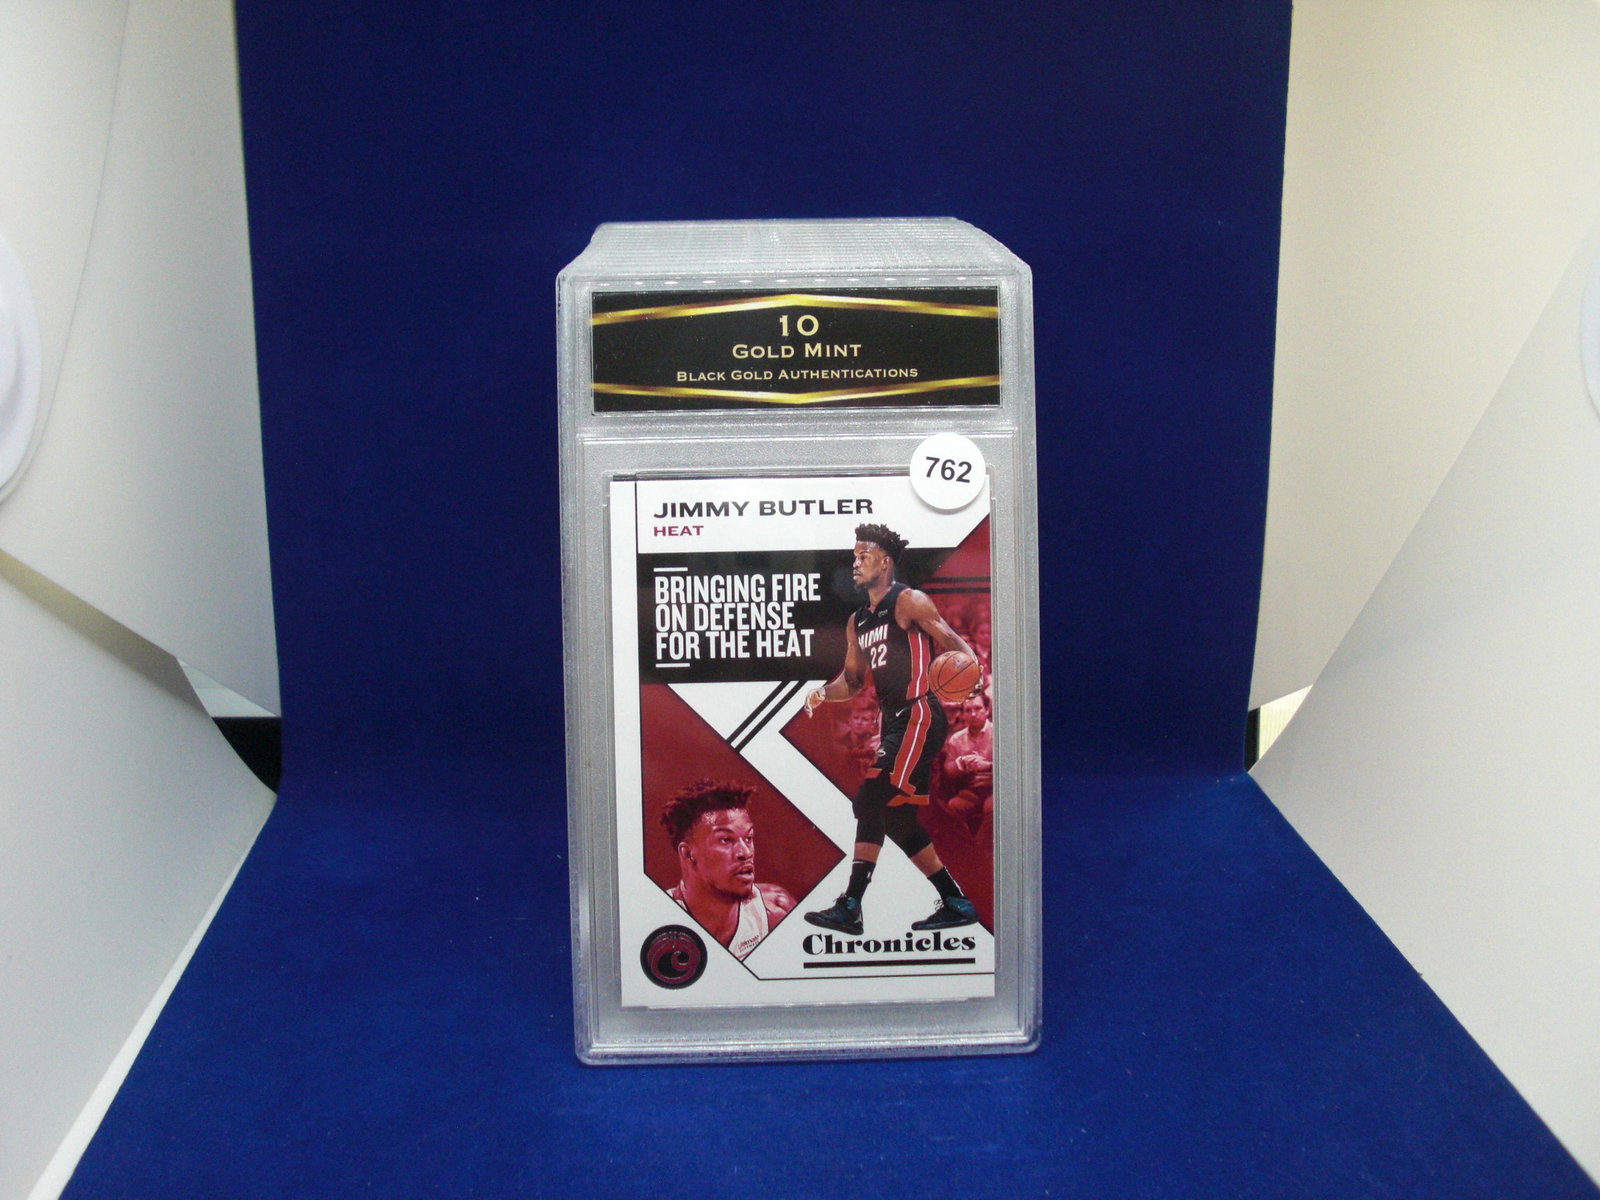 10
GOLD MINT
BLACK GOLD AUTHENTICATIONS
762
JIMMY BUTLER
HEAT
BRINGING FIRE
ON DEFENSE
FOR THE HEAT
MIAMI
22
Chronicles